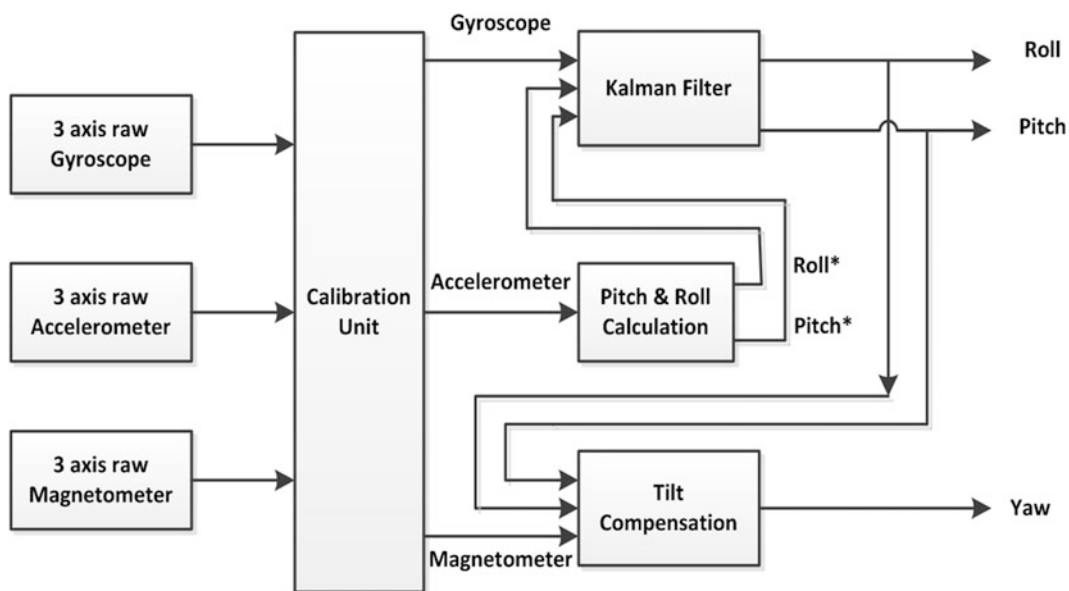 Gyroscope
Roll
Kalman Filter
Pitch
3 axis raw
Gyroscope
Accelerometer
Roll*
3 axis raw
Accelerometer
Calibration
Unit
Pitch & Roll
Calculation
Pitch*
3 axis raw
Magnetometer
Tilt
Compensation
Yaw
Magnetometer